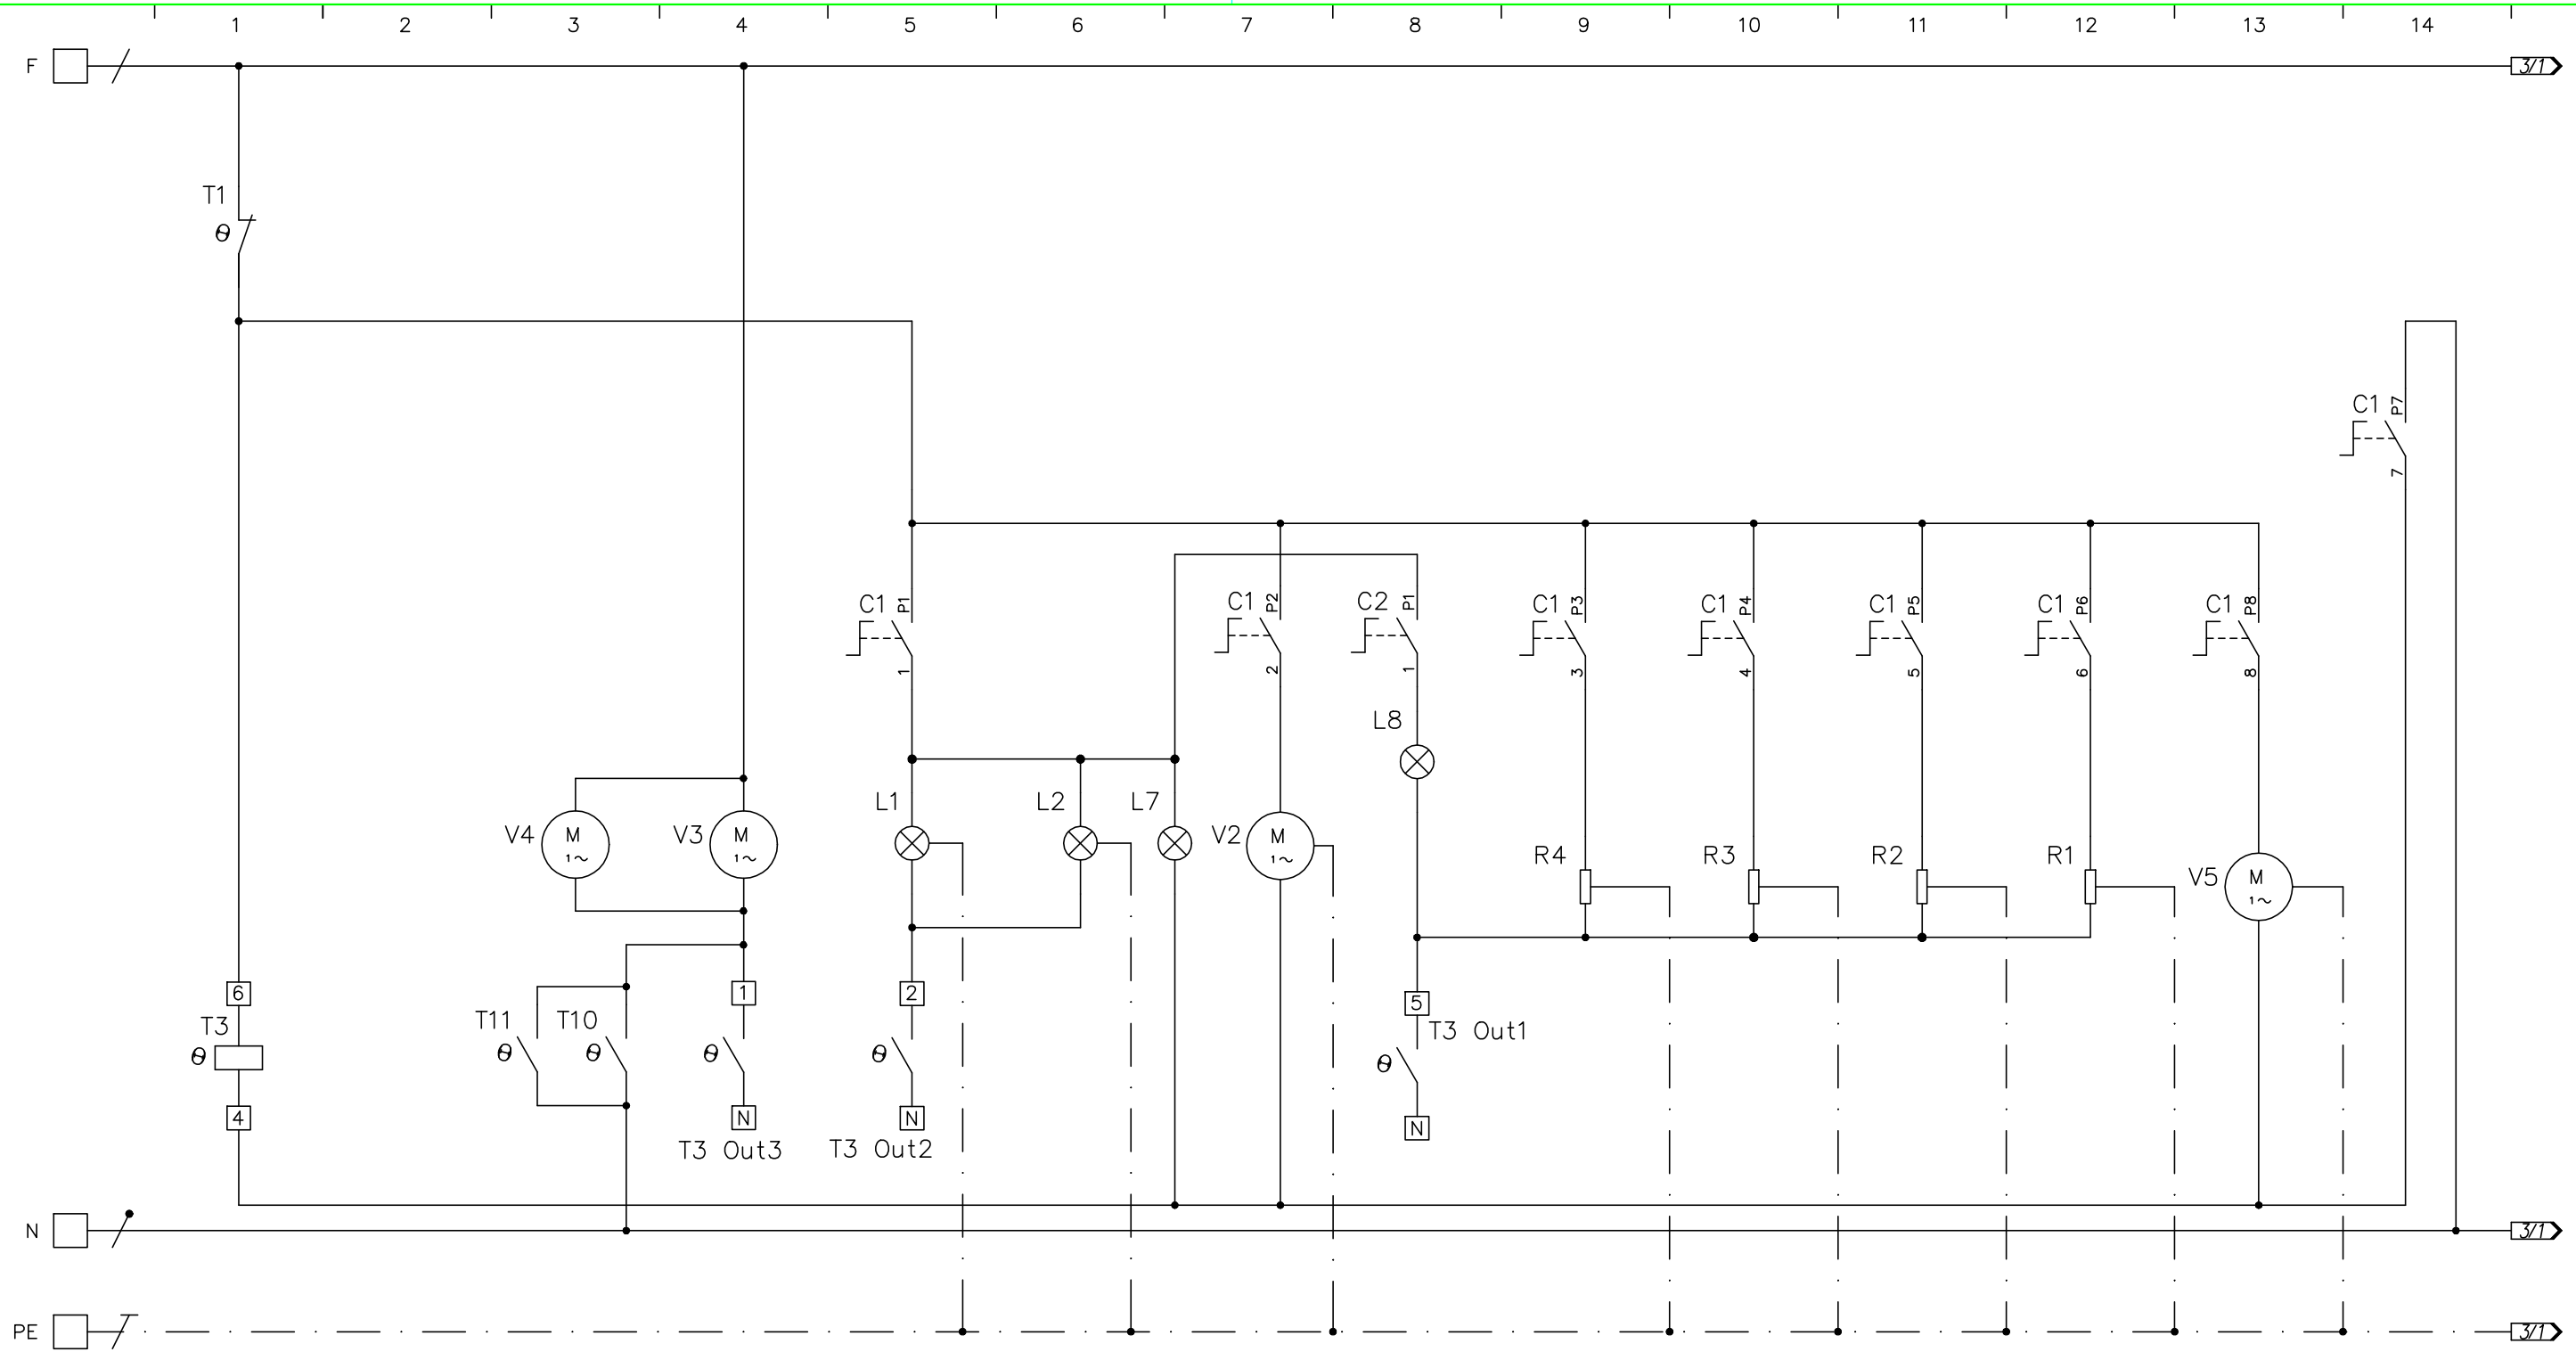 1 2 3 4 5 6 7 8 9 10 11 12 13 14
F 3/1
T1
θ
C1 P7
7
C1 P1 C1 P2 C2 P1 C1 P3 C1 P4 C1 P5 C1 P6 C1 P8
1 2 1 3 4 5 6 8
L8
L1 L2 L7
V4 M V3 M V2 M
1~ 1~ 1~
R4 R3 R2 R1
V5 M
1~
6 1 2 5
T3 T11 T10 T3 Out1
θ θ θ θ θ θ
4 N N N
T3 Out3 T3 Out2
N 3/1
PE 3/1